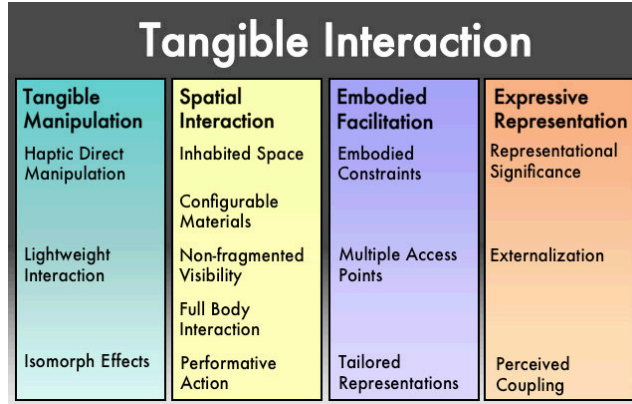 Tangible Interaction
Tangible
Manipulation
Haptic Direct
Manipulation
Lightweight
Interaction
Isomorph Effects
Spatial
Interaction
Inhabited Space
Configurable
Materials
Non-fragmented
Visibility
Full Body
Interaction
Performative
Action
Embodied
Facilitation
Embodied
Constraints
Multiple Access
Points
Tailored
Representations
Expressive
Representation
Representational
Significance
Externalization
Perceived
Coupling